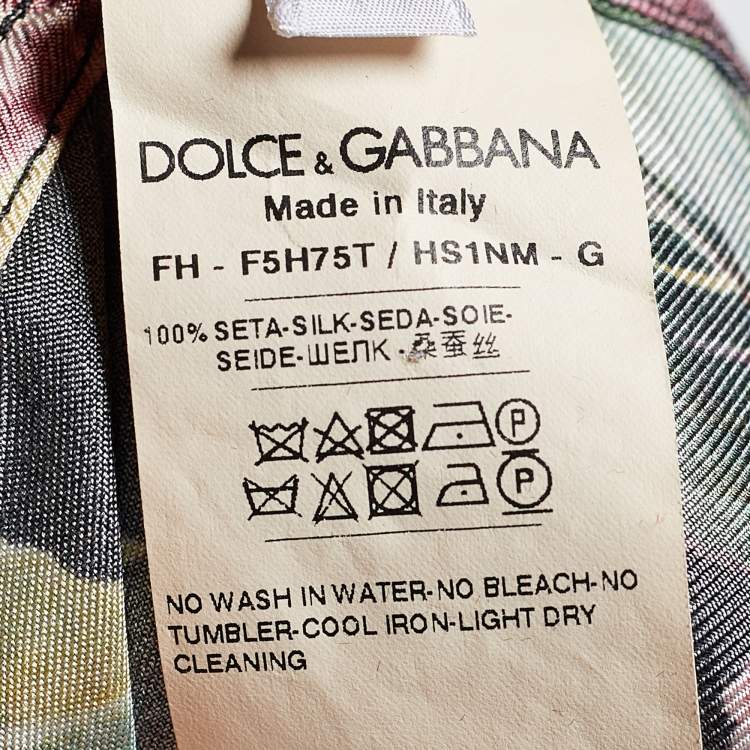 DOLCE & GABBANA
Made in Italy
FH - F5H75T / HS1NM - G
100% SETA-SILK-SEDA-SOIE-
SEIDE-ШЕЛК-桑蚕丝
P
P
NO WASH IN WATER-NO BLEACH-NO
TUMBLER-COOL IRON-LIGHT DRY
CLEANING